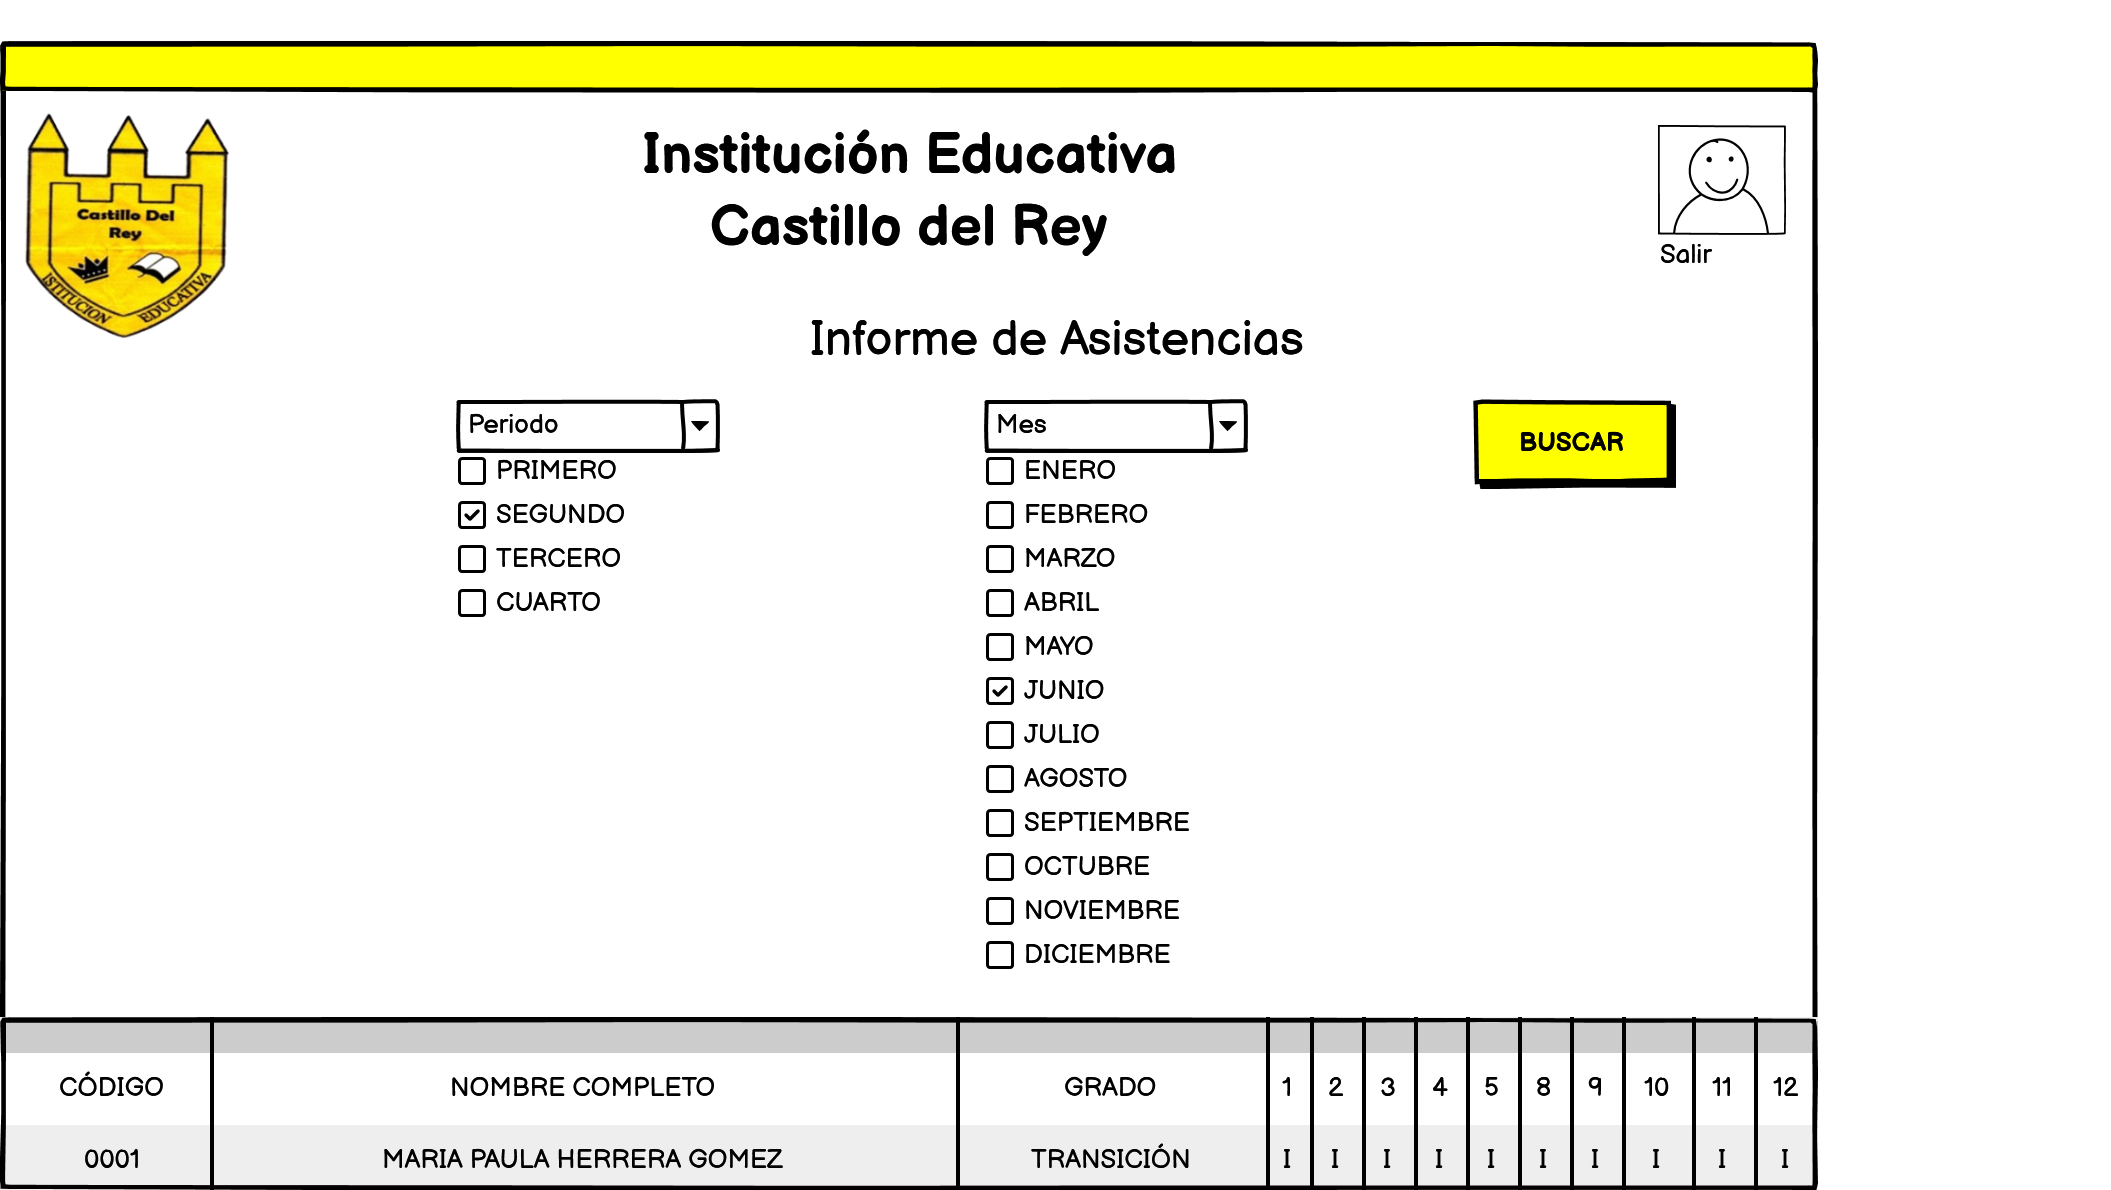 Institución Educativa
Castillo del Rey
Castillo Del
Rey
ISTITUCION EDUCATIVA
Salir
Informe de Asistencias
Periodo
PRIMERO
SEGUNDO
TERCERO
CUARTO
Mes
ENERO
FEBRERO
MARZO
ABRIL
MAYO
JUNIO
JULIO
AGOSTO
SEPTIEMBRE
OCTUBRE
NOVIEMBRE
DICIEMBRE
BUSCAR
CÓDIGO NOMBRE COMPLETO GRADO 1 2 3 4 5 8 9 10 11 12
0001 MARIA PAULA HERRERA GOMEZ TRANSICIÓN I I I I I I I I I I